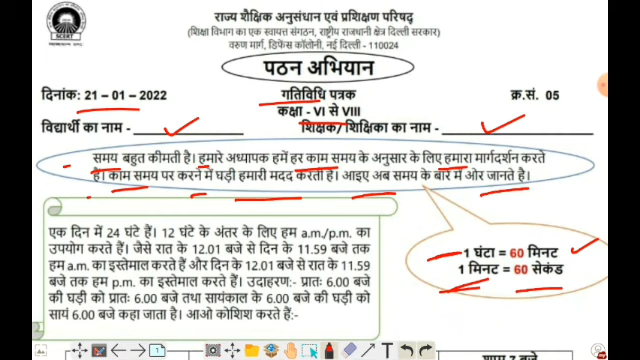 राज्य शैक्षिक अनुसंधान एवं प्रशिक्षण परिषद्
(शिक्षा विभाग का एक स्वायत्त संगठन, राष्ट्रीय राजधानी क्षेत्र दिल्ली सरकार)
वरुण मार्ग, डिफेंस कॉलोनी, नई दिल्ली - 110024
SCERT
पठन अभियान
दिनांक: 21 – 01 – 2022 गतिविधि पत्रक क्र.सं. 05
कक्षा - VI से VIII
विद्यार्थी का नाम - शिक्षक/ शिक्षिका का नाम -
समय बहुत कीमती है। हमारे अध्यापक हमें हर काम समय के अनुसार के लिए हमारा मार्गदर्शन करते
है। काम समय पर करने में घड़ी हमारी मदद करती है। आइए अब समय के बारे में ओर जानते है।
एक दिन में 24 घंटे हैं। 12 घंटे के अंतर के लिए हम a.m./p.m. का
उपयोग करते हैं। जैसे रात के 12.01 बजे से दिन के 11.59 बजे तक
हम a.m. का इस्तेमाल करते हैं और दिन के 12.01 बजे से रात के 11.59
बजे तक हम p.m. का इस्तेमाल करते हैं। उदाहरण:- प्रातः 6.00 बजे
की घड़ी को प्रातः 6.00 बजे तथा सायंकाल के 6.00 बजे की घड़ी को
सायं 6.00 बजे कहा जाता है। आओ कोशिश करते हैं:-
1 घंटा = 60 मिनट
1 मिनट = 60 सेकंड